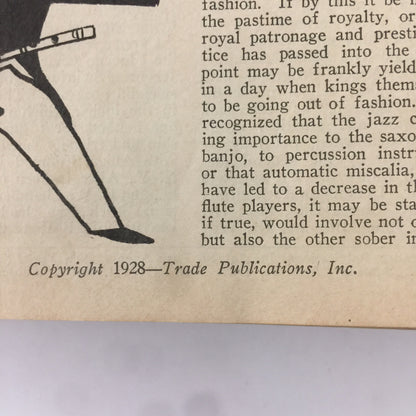 fashion." If by this it be
the pastime of royalty, or
royal patronage and presti
tice has passed into the
point may be frankly yield
in a day when kings them
to be going out of fashion.
recognized that the jazz c
ing importance to the saxo
banjo, to percussion instr
or that automatic miscalia,
have led to a decrease in th
flute players, it may be sta
if true, would involve not
but also the other sober in
Copyright 1928—Trade Publications, Inc.